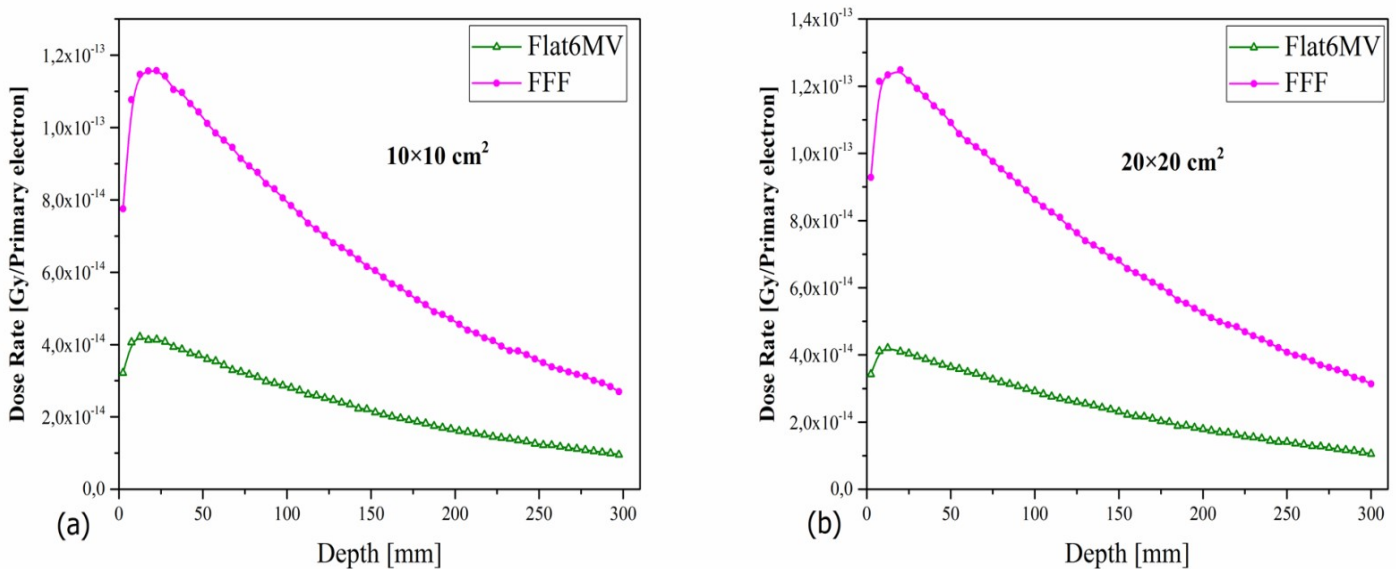 Dose Rate [Gy/Primary electron]
1,2x10⁻¹³
1,0x10⁻¹³
8,0x10⁻¹⁴
6,0x10⁻¹⁴
4,0x10⁻¹⁴
2,0x10⁻¹⁴
0,0
Flat6MV
FFF
10×10 cm²
0 50 100 150 200 250 300
Depth [mm]
(a)
Dose Rate [Gy/Primary electron]
1,4x10⁻¹³
1,2x10⁻¹³
1,0x10⁻¹³
8,0x10⁻¹⁴
6,0x10⁻¹⁴
4,0x10⁻¹⁴
2,0x10⁻¹⁴
0,0
Flat6MV
FFF
20×20 cm²
0 50 100 150 200 250 300
Depth [mm]
(b)